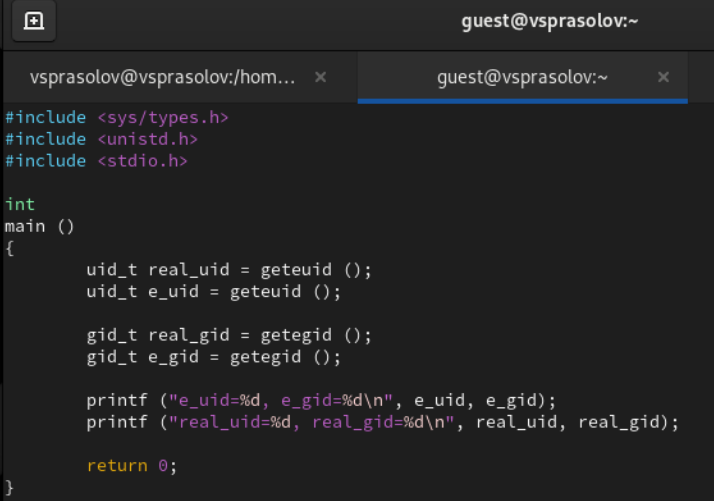 guest@vsprasolov:~
vsprasolov@vsprasolov:/hom... ×
guest@vsprasolov:~ ×
#include <sys/types.h>
#include <unistd.h>
#include <stdio.h>
int
main ()
{
uid_t real_uid = geteuid ();
uid_t e_uid = geteuid ();
gid_t real_gid = getegid ();
gid_t e_gid = getegid ();
printf ("e_uid=%d, e_gid=%d\n", e_uid, e_gid);
printf ("real_uid=%d, real_gid=%d\n", real_uid, real_gid);
return 0;
}